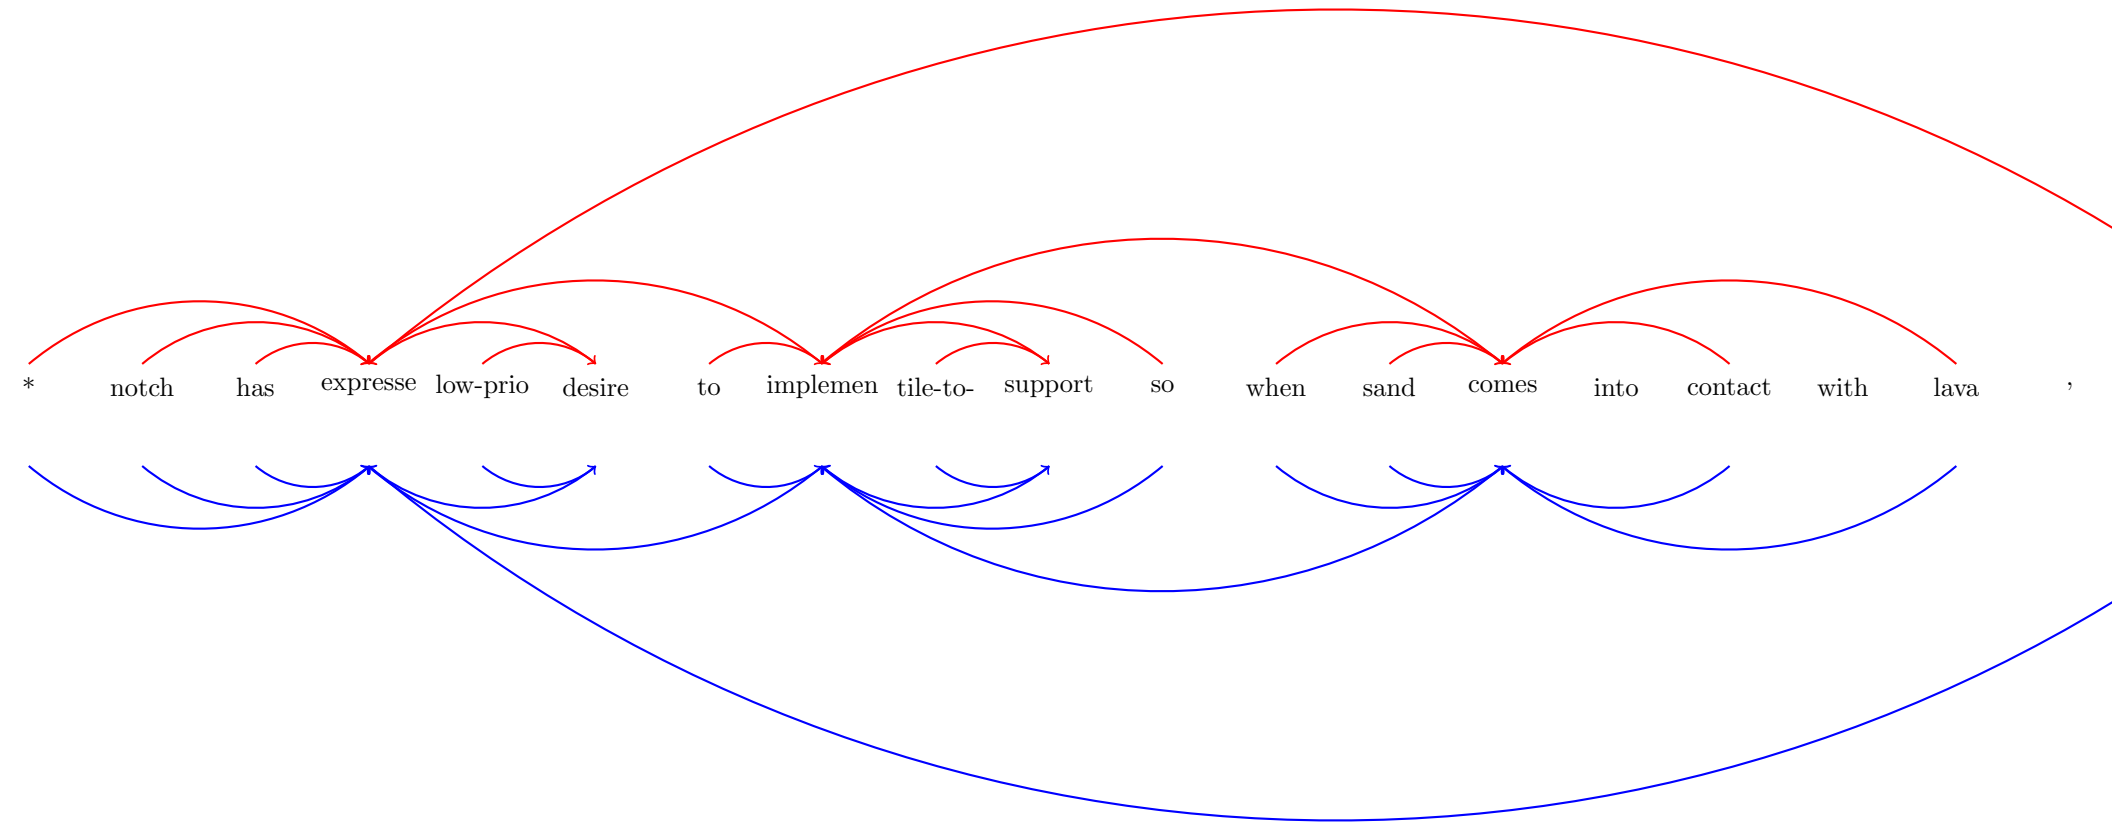 * notch has expresse low-prio desire to implemen tile-to- support so when sand comes into contact with lava ,